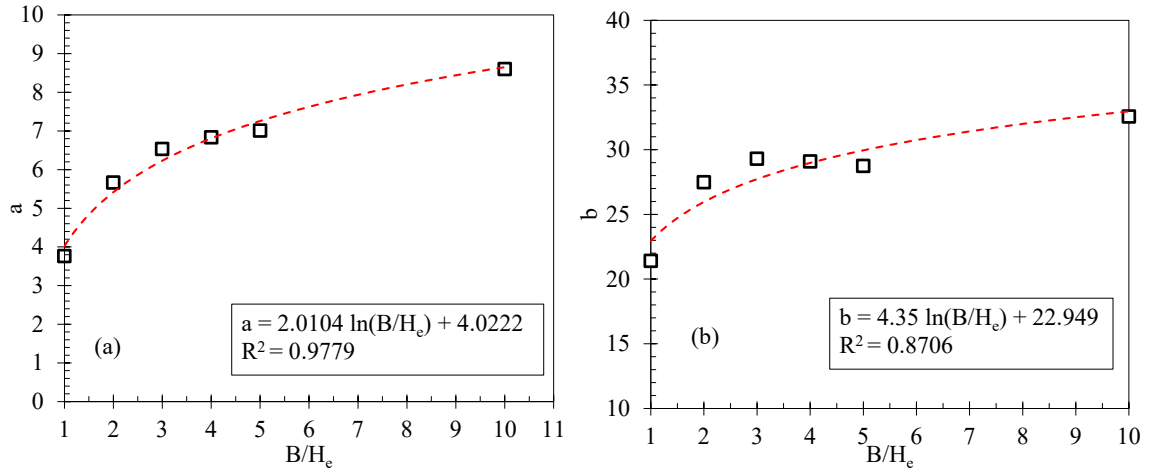 10
9
8
7
6
5
4
3
2
1
0
a
(a)
a = 2.0104 ln(B/Hₑ) + 4.0222
R² = 0.9779
1 2 3 4 5 6 7 8 9 10 11
B/Hₑ
40
35
30
25
20
15
10
b
(b)
b = 4.35 ln(B/Hₑ) + 22.949
R² = 0.8706
1 2 3 4 5 6 7 8 9 10
B/Hₑ